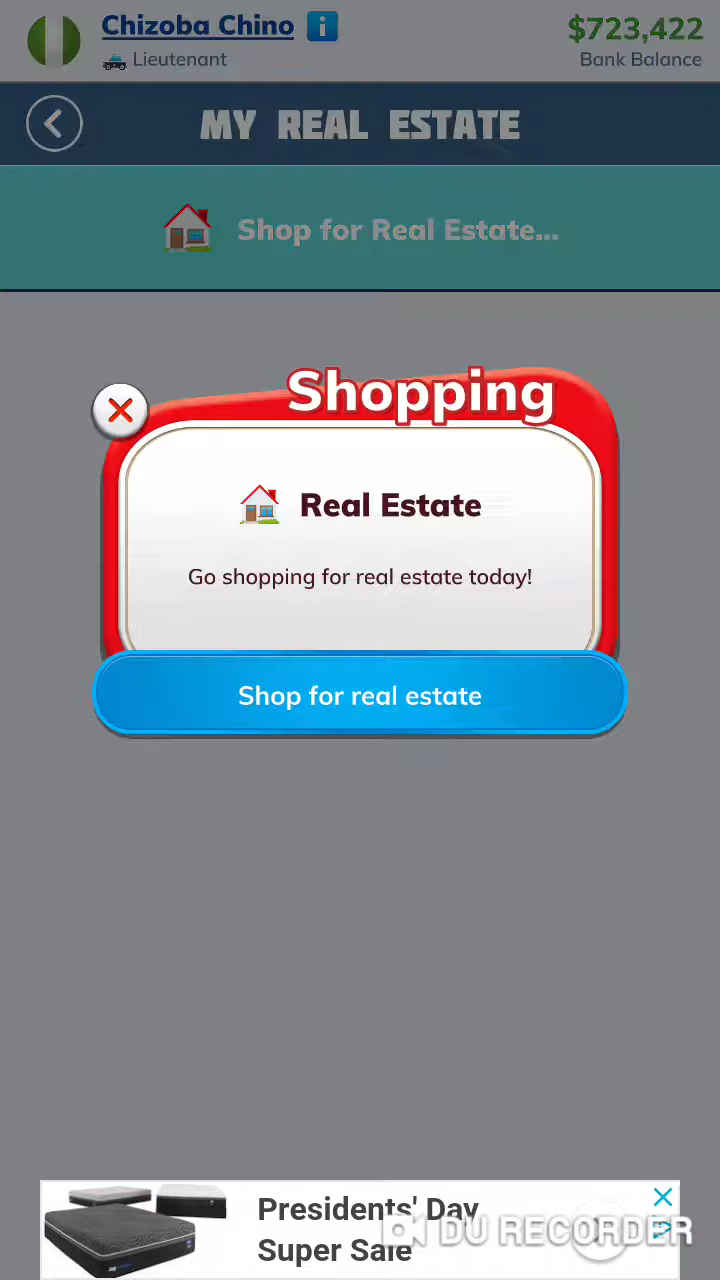 Chizoba Chino
$723,422
Lieutenant
Bank Balance
MY REAL ESTATE
Shop for Real Estate...
Shopping
Real Estate
Go shopping for real estate today!
Shop for real estate
Presidents' Day
Super Sale
DU RECORDER